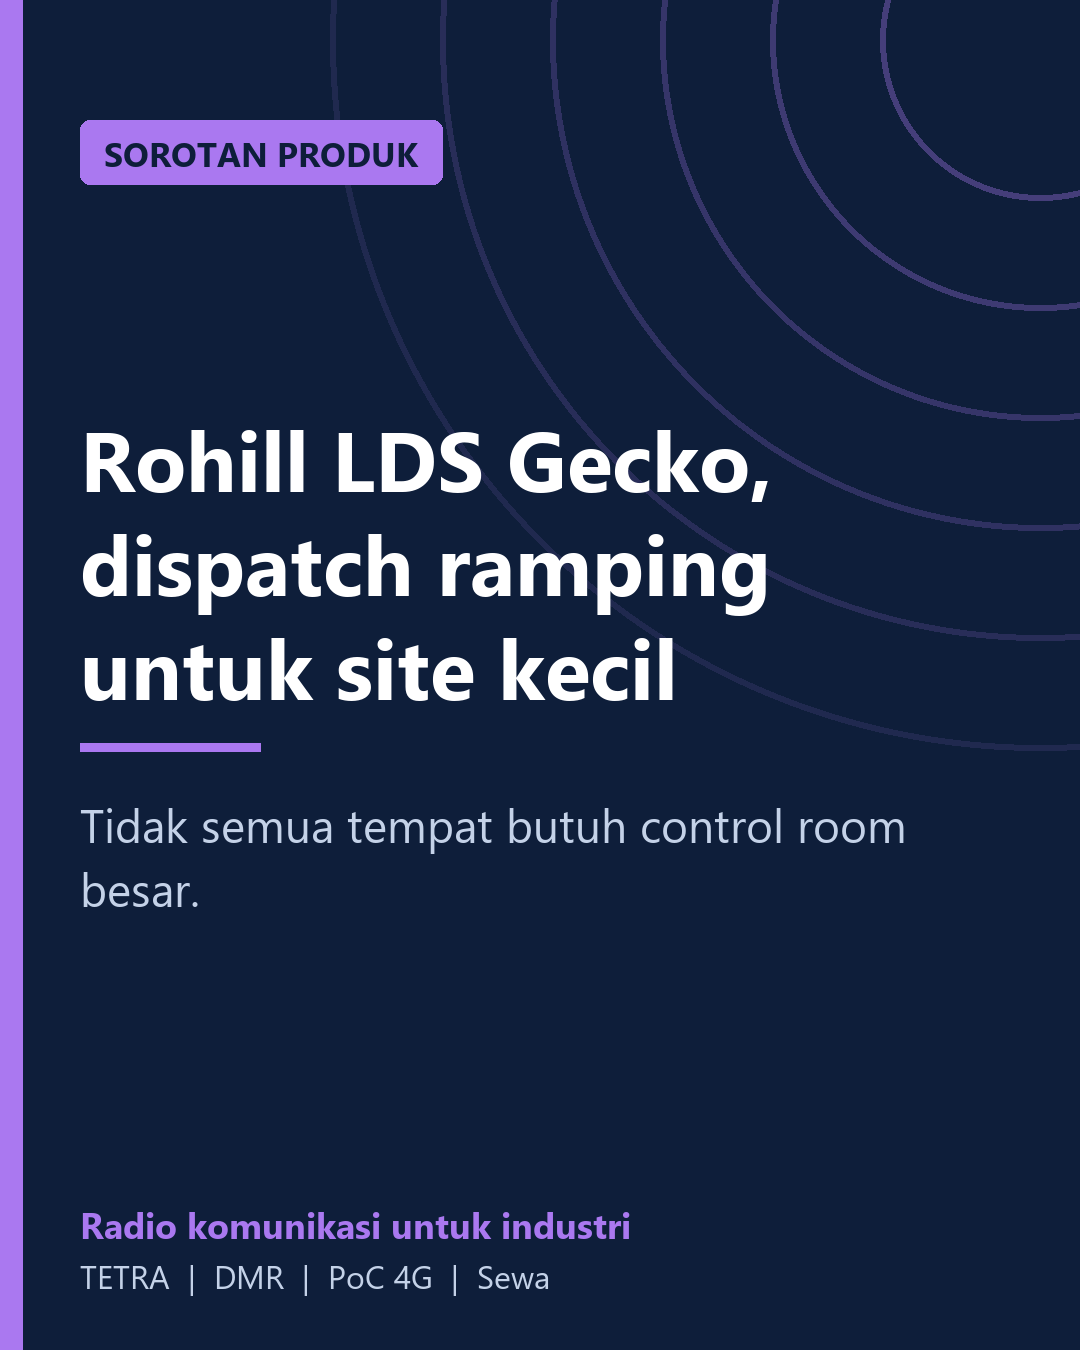 SOROTAN PRODUK
Rohill LDS Gecko,
dispatch ramping
untuk site kecil
Tidak semua tempat butuh control room
besar.
Radio komunikasi untuk industri
TETRA | DMR | PoC 4G | Sewa